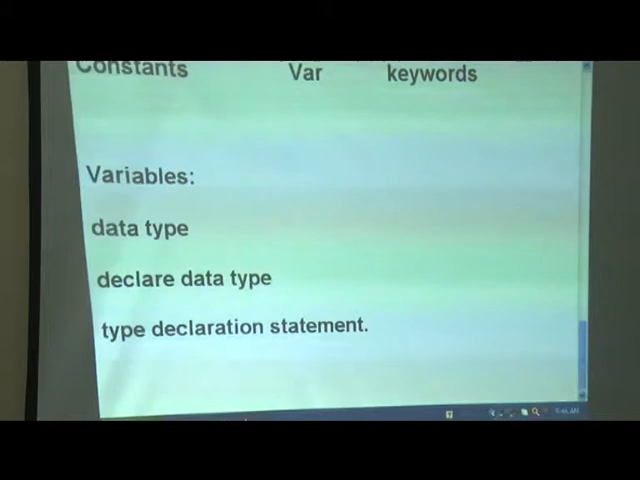 Constants Var keywords
Variables:
data type
declare data type
type declaration statement.